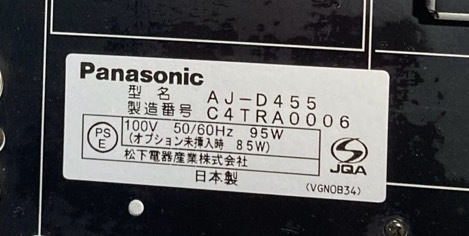 Panasonic
型名 AJ-D455
製造番号 C4TRA0006
PS
E
100V 50/60Hz 95W
(オプション未挿入時 85W)
松下電器産業株式会社
日本製
JQA
(VGN0B34)